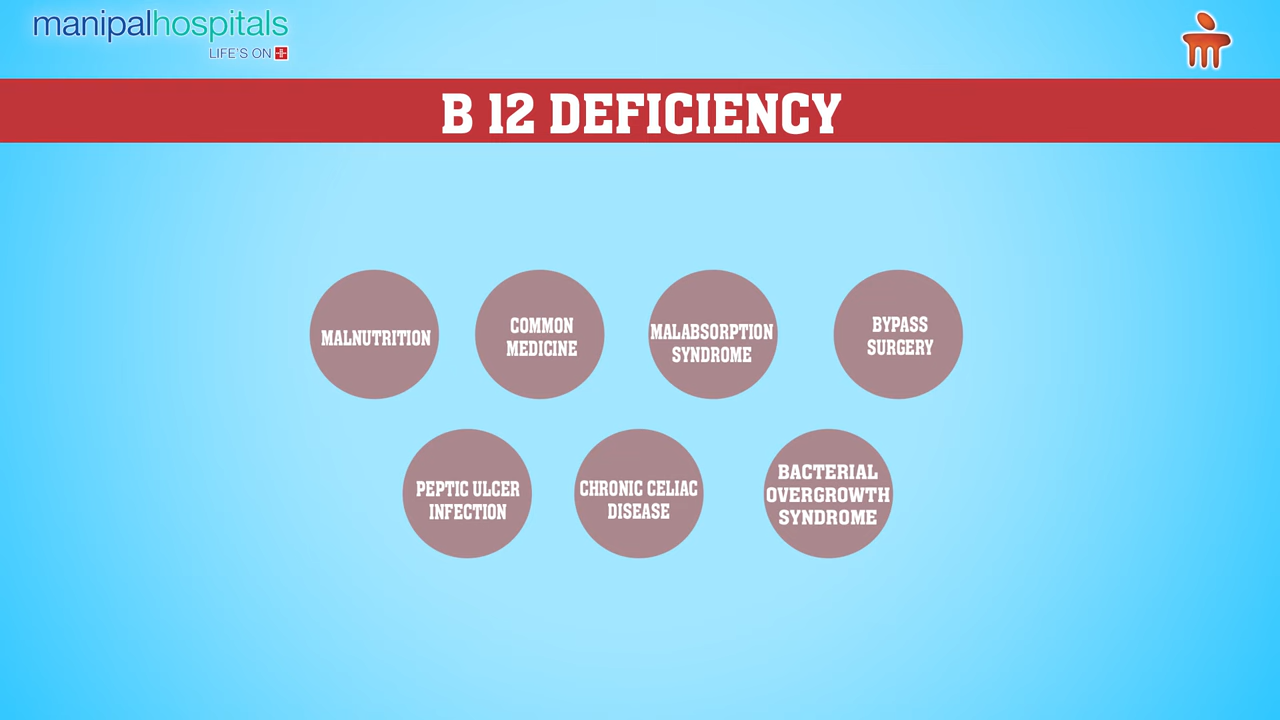 manipalhospitals
LIFE'S ON
B 12 DEFICIENCY
MALNUTRITION
COMMON
MEDICINE
MALABSORPTION
SYNDROME
BYPASS
SURGERY
PEPTIC ULCER
INFECTION
CHRONIC CELIAC
DISEASE
BACTERIAL
OVERGROWTH
SYNDROME